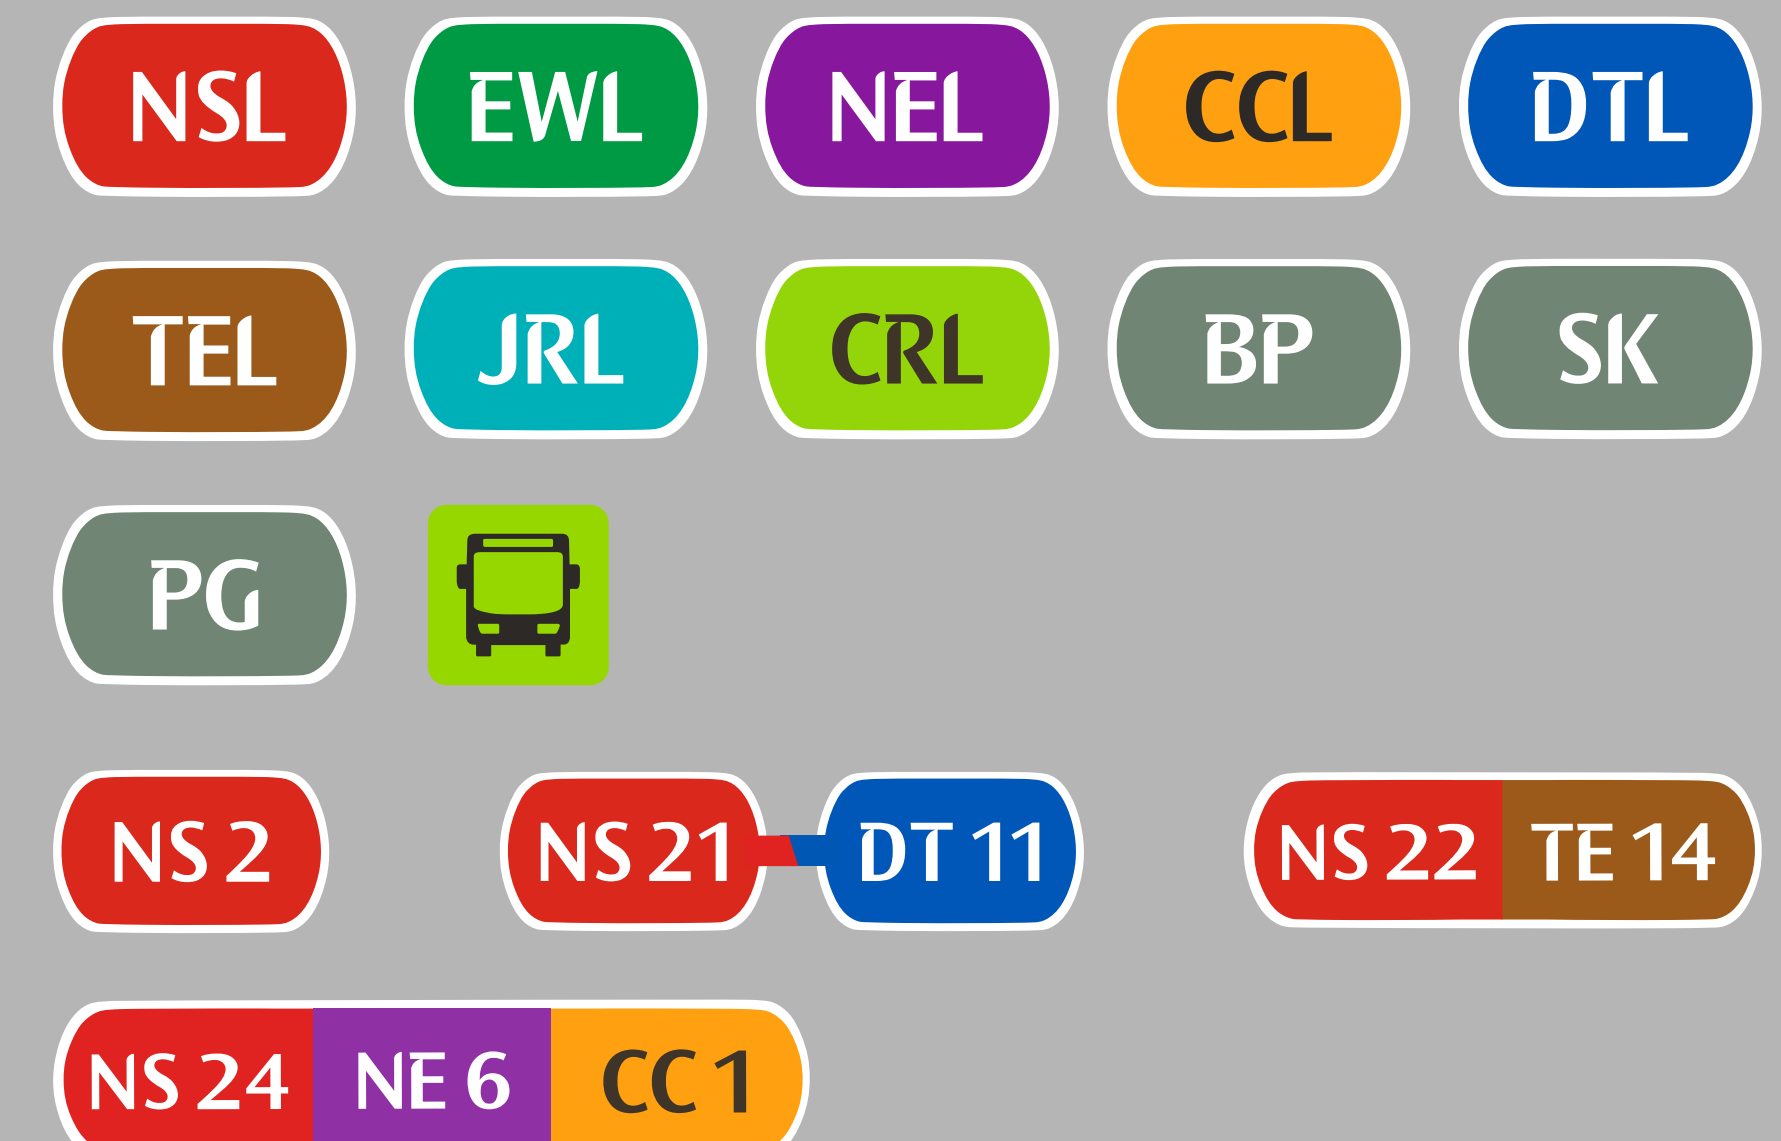 NSL EWL NEL CCL DTL
TEL JRL CRL BP SK
PG
NS 2 NS 21 DT 11 NS 22 TE 14
NS 24 NE 6 CC 1